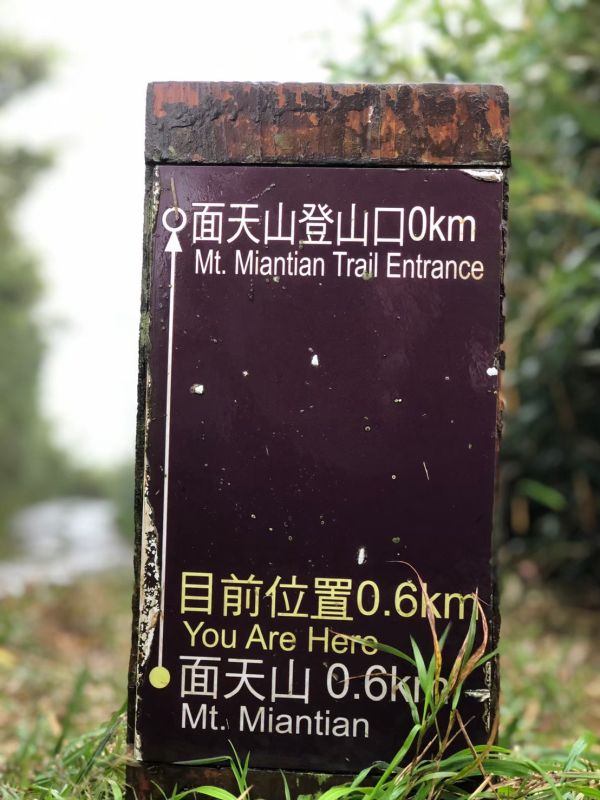 面天山登山口0km
Mt. Miantian Trail Entrance
目前位置0.6km
You Are Here
面天山 0.6km
Mt. Miantian